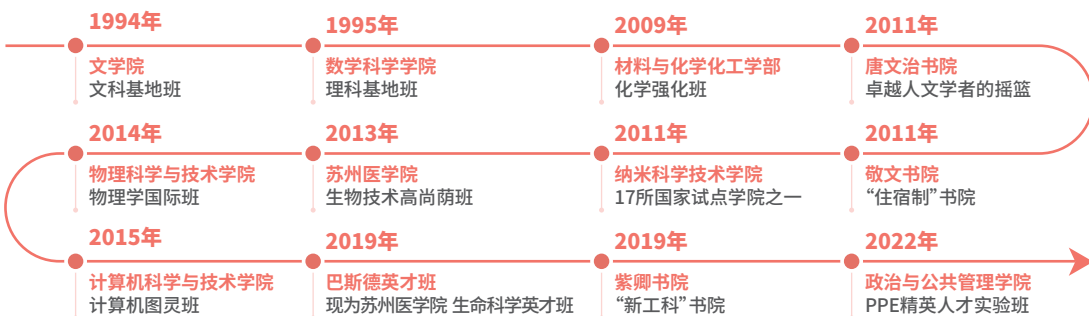 1994年
文学院
文科基地班
1995年
数学科学学院
理科基地班
2009年
材料与化学化工学部
化学强化班
2011年
唐文治书院
卓越人文学者的摇篮
2011年
敬文书院
“住宿制”书院
2011年
纳米科学技术学院
17所国家试点学院之一
2013年
苏州医学院
生物技术高尚荫班
2014年
物理科学与技术学院
物理学国际班
2015年
计算机科学与技术学院
计算机图灵班
2019年
巴斯德英才班
现为苏州医学院 生命科学英才班
2019年
紫卿书院
“新工科”书院
2022年
政治与公共管理学院
PPE精英人才实验班